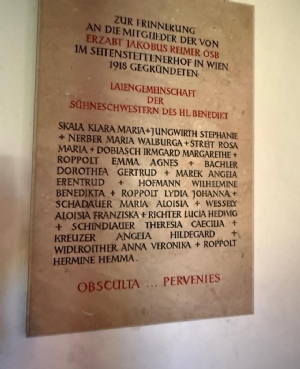 ZUR ERINNERUNG
AN DIE MITGLIEDER DER VON
ERZABT JAKOBUS REIMER OSB
IM SEITENSTETTENERHOF IN WIEN
1918 GEGRÜNDETEN
LAIENGEMEINSCHAFT
DER
SÜHNESCHWESTERN DES HL. BENEDIKT
SKALA KLARA MARIA+JUNGWIRTH STEPHANIE
+ NERBER MARIA WALBURGA + STREIT ROSA
MARIA + DOBIASCH IRMGARD MARGARETHE +
ROPPOLT EMMA AGNES + BACHLER
DOROTHEA GERTRUD + MAREK ANGELA
ERENTRUD + HOFMANN WILHELMINE
BENEDIKTA + ROPPOLT LYDIA JOHANNA +
SCHADAUER MARIA ALOISIA + WESSELY
ALOISIA FRANZISKA + RICHTER LUCIA HEDWIG
+ SCHINDLAUER THERESIA CAECILIA +
KREUZER ANGELA HILDEGARD +
WIDLROITHER ANNA VERONIKA + ROPPOLT
HERMINE HEMMA.
OBSCULTA ... PERVENIES